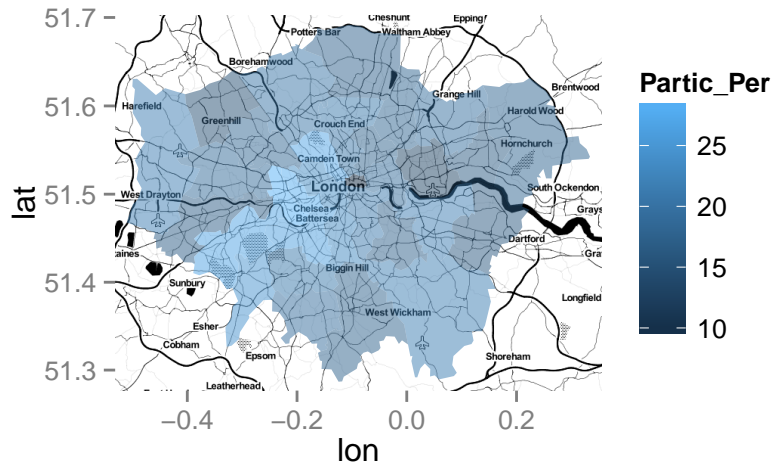 51.7
51.6
51.5
51.4
51.3
lat
Cheshunt
Epping
Potters Bar
Waltham Abbey
Borehamwood
Grange Hill
Brentwood
Harefield
Greenhill
Crouch End
Harold Wood
Camden Town
Hornchurch
London
West Drayton
South Ockendon
Chelsea
Battersea
Grays
aines
Dartford
Gra
Sunbury
Biggin Hill
Longfield
West Wickham
Esher
Cobham
Epsom
Shoreham
Leatherhead
−0.4
−0.2
0.0
0.2
lon
Partic_Per
25
20
15
10